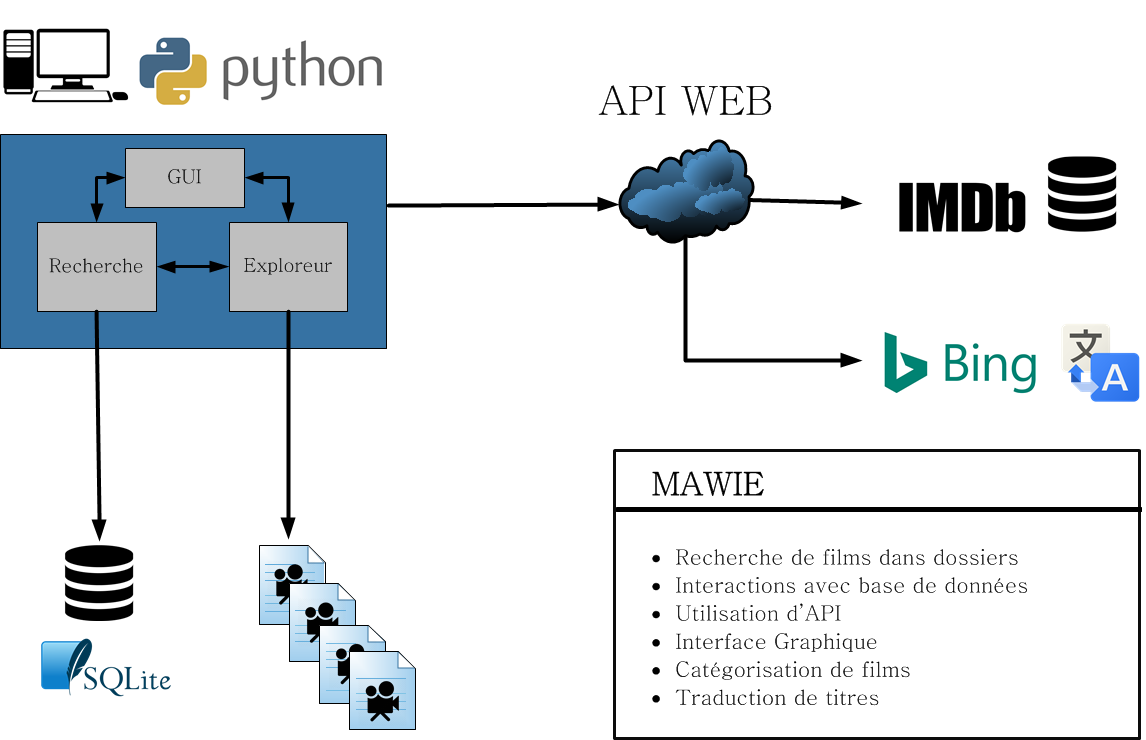 python
API WEB
GUI
Recherche
Exploreur
IMDb
Bing
文
A
SQLite
MAWIE
• Recherche de films dans dossiers
• Interactions avec base de données
• Utilisation d'API
• Interface Graphique
• Catégorisation de films
• Traduction de titres